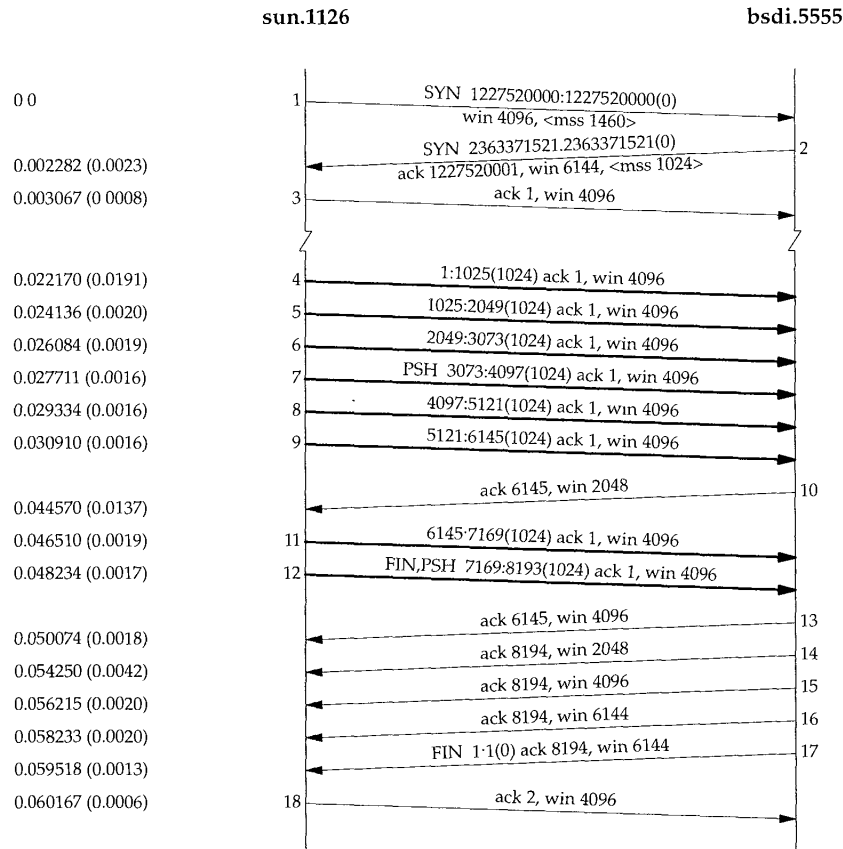 sun.1126 bsdi.5555
0 0 1 SYN 1227520000:1227520000(0)
win 4096, <mss 1460>
SYN 2363371521.2363371521(0) 2
0.002282 (0.0023) ack 1227520001, win 6144, <mss 1024>
0.003067 (0 0008) 3 ack 1, win 4096
0.022170 (0.0191) 4 1:1025(1024) ack 1, win 4096
0.024136 (0.0020) 5 1025:2049(1024) ack 1, win 4096
0.026084 (0.0019) 6 2049:3073(1024) ack 1, win 4096
0.027711 (0.0016) 7 PSH 3073:4097(1024) ack 1, win 4096
0.029334 (0.0016) 8 4097:5121(1024) ack 1, win 4096
0.030910 (0.0016) 9 5121:6145(1024) ack 1, win 4096
ack 6145, win 2048 10
0.044570 (0.0137)
0.046510 (0.0019) 11 6145·7169(1024) ack 1, win 4096
0.048234 (0.0017) 12 FIN,PSH 7169:8193(1024) ack 1, win 4096
ack 6145, win 4096 13
0.050074 (0.0018)
ack 8194, win 2048 14
0.054250 (0.0042)
ack 8194, win 4096 15
0.056215 (0.0020)
ack 8194, win 6144 16
0.058233 (0.0020)
FIN 1·1(0) ack 8194, win 6144 17
0.059518 (0.0013)
0.060167 (0.0006) 18 ack 2, win 4096